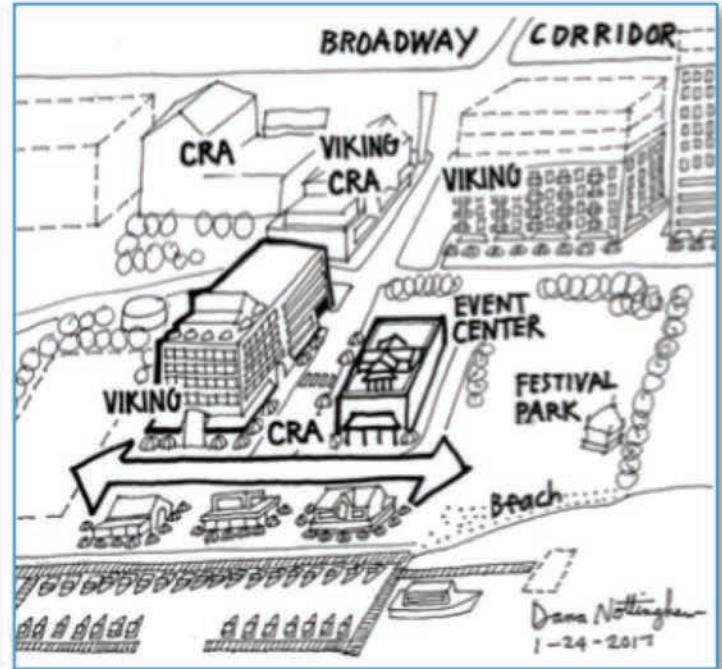 BROADWAY CORRIDOR
CRA
VIKING
CRA
VIKING
EVENT
CENTER
VIKING
CRA
FESTIVAL
PARK
Beach
Dana Nottingham
1-24-2017